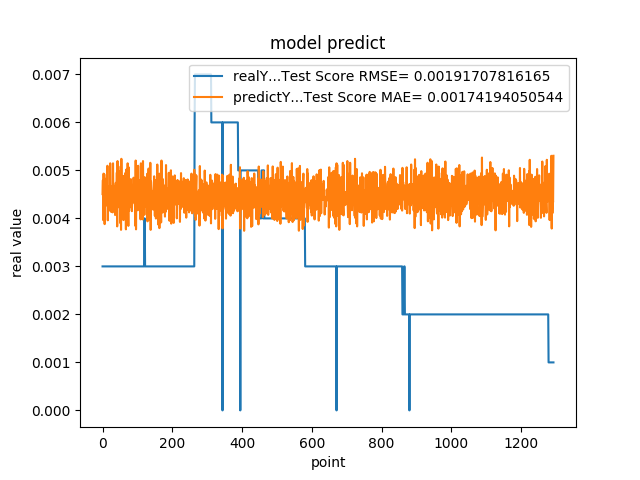 model predict
realY...Test Score RMSE= 0.00191707816165
predictY...Test Score MAE= 0.00174194050544
0.007
0.006
0.005
0.004
0.003
0.002
0.001
0.000
real value
0 200 400 600 800 1000 1200
point